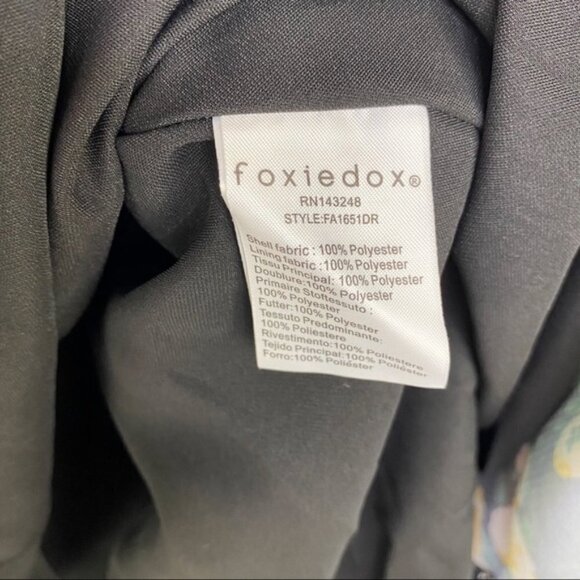 foxiedox®
RN143248
STYLE:FA1651DR
Shell fabric : 100% Polyester
Lining fabric : 100% Polyester
Tissu Principal: 100% Polyester
Doublure:100% Polyester
Primaire Stoltessuto :
100% Polyester
Futter: 100% Polyester
Tessuto Predominante:
100% Poliestere
Rivestimento:100% Poliestere
Tejido Principal: 100% Poliéster
Forro: 100% Poliéster